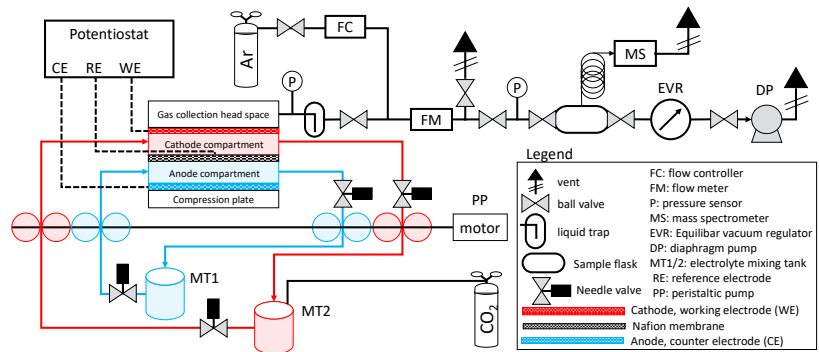 Potentiostat
CE RE WE
Ar
FC
P
Gas collection head space
Cathode compartment
Anode compartment
Compression plate
FM
P
MS
EVR
DP
PP
motor
MT1
MT2
CO2
Legend
vent
ball valve
liquid trap
Sample flask
Needle valve
FC: flow controller
FM: flow meter
P: pressure sensor
MS: mass spectrometer
EVR: Equilibar vacuum regulator
DP: diaphragm pump
MT1/2: electrolyte mixing tank
RE: reference electrode
PP: peristaltic pump
Cathode, working electrode (WE)
Nafion membrane
Anode, counter electrode (CE)